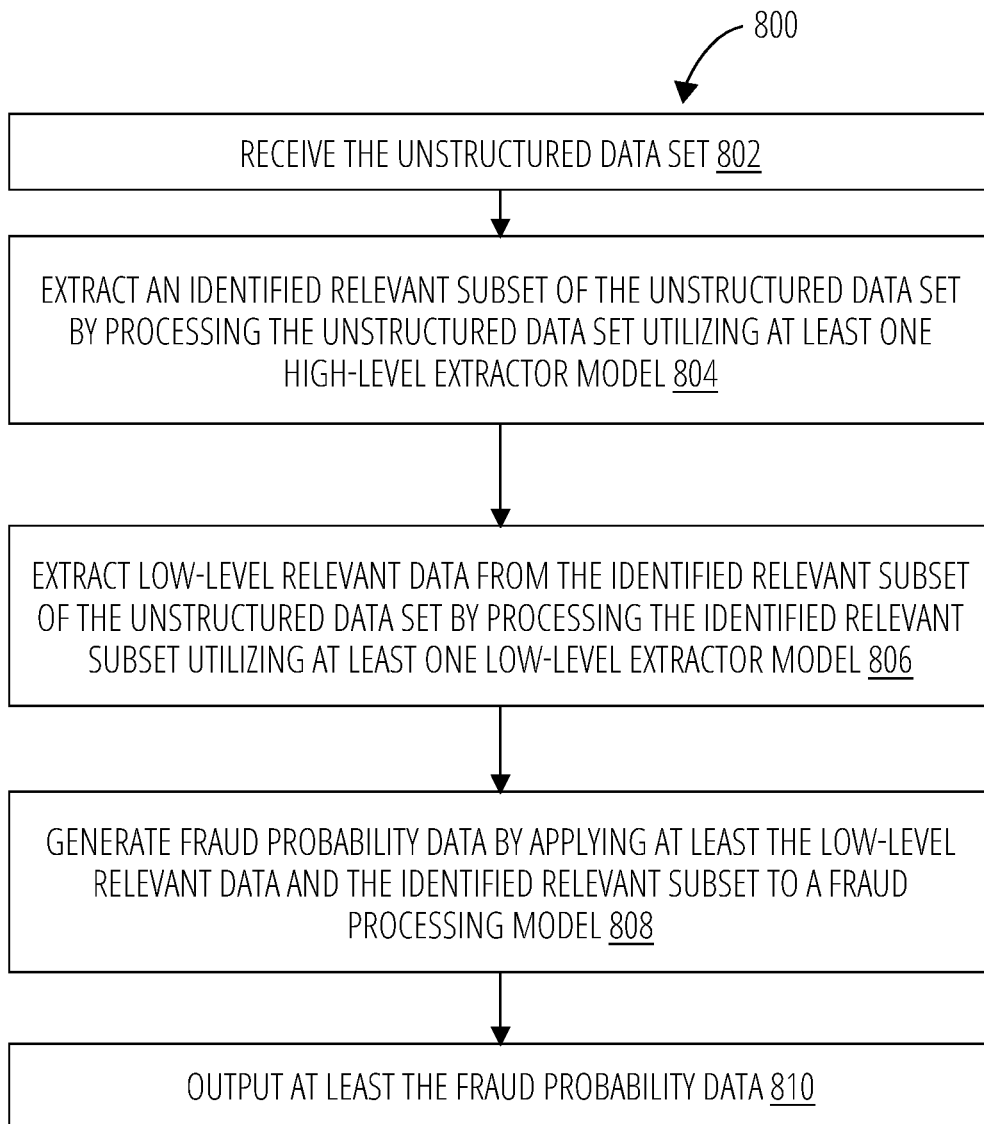 800
RECEIVE THE UNSTRUCTURED DATA SET 802
EXTRACT AN IDENTIFIED RELEVANT SUBSET OF THE UNSTRUCTURED DATA SET
BY PROCESSING THE UNSTRUCTURED DATA SET UTILIZING AT LEAST ONE
HIGH-LEVEL EXTRACTOR MODEL 804
EXTRACT LOW-LEVEL RELEVANT DATA FROM THE IDENTIFIED RELEVANT SUBSET
OF THE UNSTRUCTURED DATA SET BY PROCESSING THE IDENTIFIED RELEVANT
SUBSET UTILIZING AT LEAST ONE LOW-LEVEL EXTRACTOR MODEL 806
GENERATE FRAUD PROBABILITY DATA BY APPLYING AT LEAST THE LOW-LEVEL
RELEVANT DATA AND THE IDENTIFIED RELEVANT SUBSET TO A FRAUD
PROCESSING MODEL 808
OUTPUT AT LEAST THE FRAUD PROBABILITY DATA 810